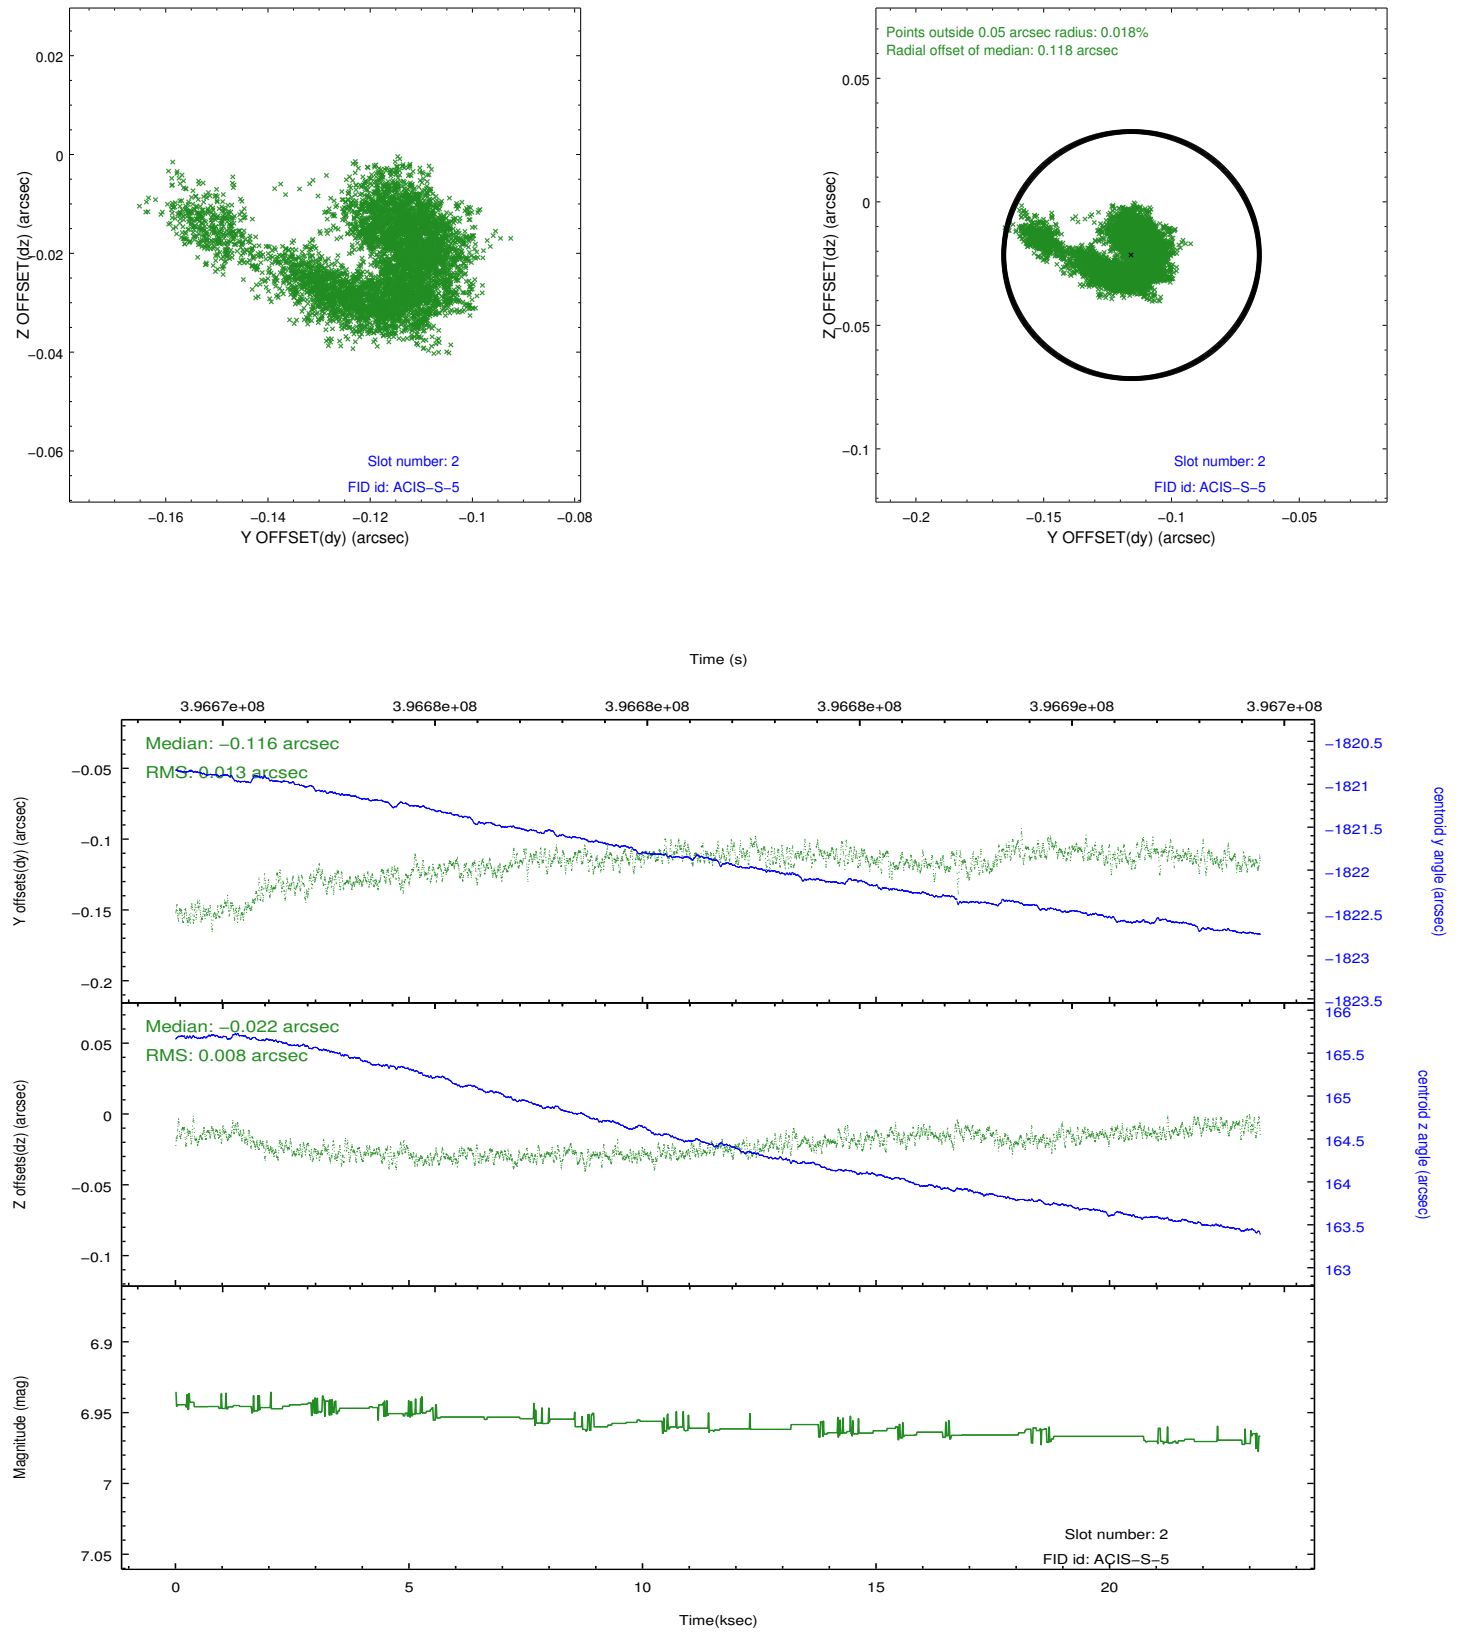 Points outside 0.05 arcsec radius: 0.018%
Radial offset of median: 0.118 arcsec
0.02
0
−0.02
−0.04
−0.06
Z OFFSET(dz) (arcsec)
Slot number: 2
FID id: ACIS−S−5
−0.16
−0.14
−0.12
−0.1
−0.08
Y OFFSET(dy) (arcsec)
0.05
0
−0.05
−0.1
Z OFFSET(dz) (arcsec)
Slot number: 2
FID id: ACIS−S−5
−0.2
−0.15
−0.1
−0.05
Y OFFSET(dy) (arcsec)
Time (s)
3.9667e+08
3.9668e+08
3.9668e+08
3.9668e+08
3.9669e+08
3.967e+08
Median: −0.116 arcsec
RMS: 0.013 arcsec
−0.05
−0.1
−0.15
−0.2
Y offsets(dy) (arcsec)
−1820.5
−1821
−1821.5
−1822
−1822.5
−1823
−1823.5
centroid y angle (arcsec)
Median: −0.022 arcsec
RMS: 0.008 arcsec
0.05
0
−0.05
−0.1
Z offsets(dz) (arcsec)
166
165.5
165
164.5
164
163.5
163
centroid z angle (arcsec)
6.9
6.95
7
7.05
Magnitude (mag)
Slot number: 2
FID id: ACIS−S−5
0
5
10
15
20
Time(ksec)